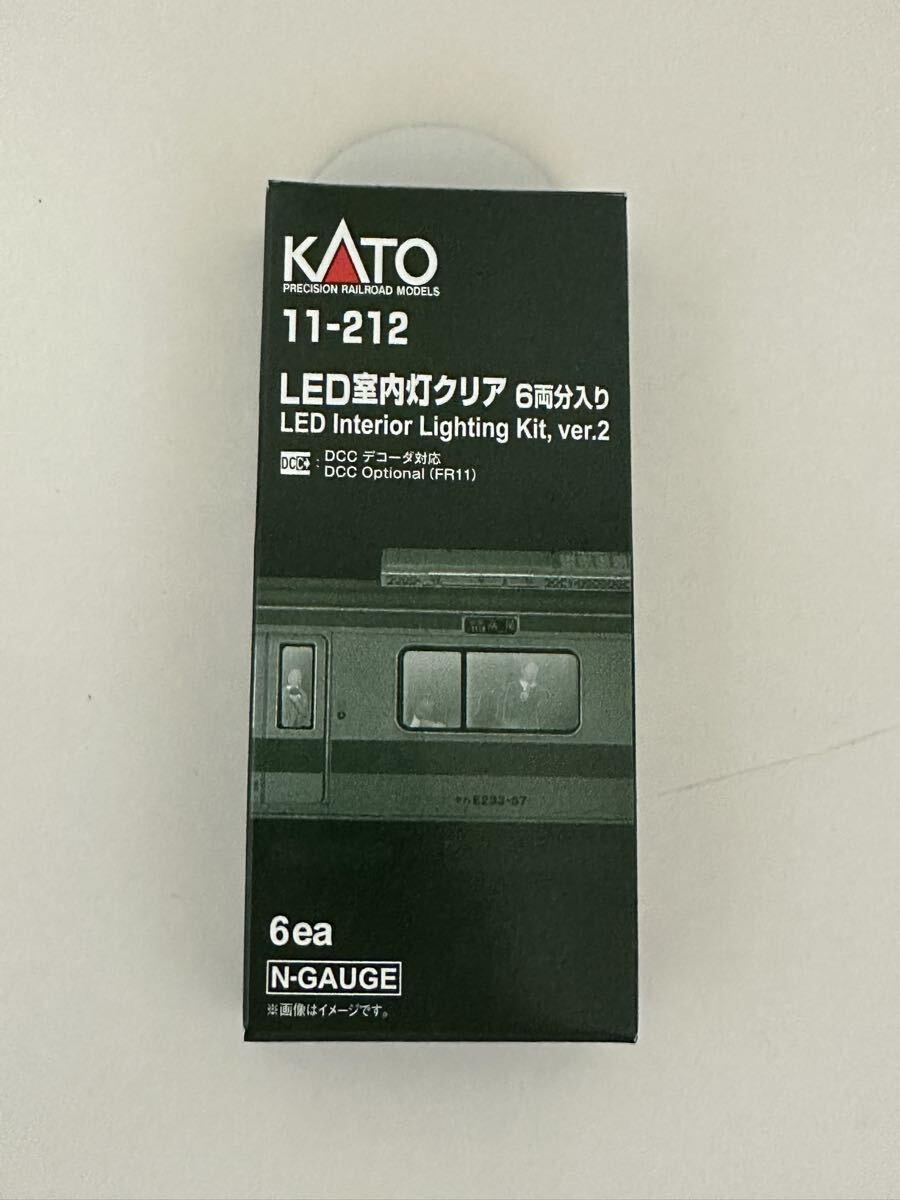 KATO
PRECISION RAILROAD MODELS
11-212
LED室内灯クリア 6両分入り
LED Interior Lighting Kit, ver.2
DCC : DCC デコーダ対応
DCC Optional (FR11)
E233-57
6ea
N-GAUGE
※画像はイメージです。